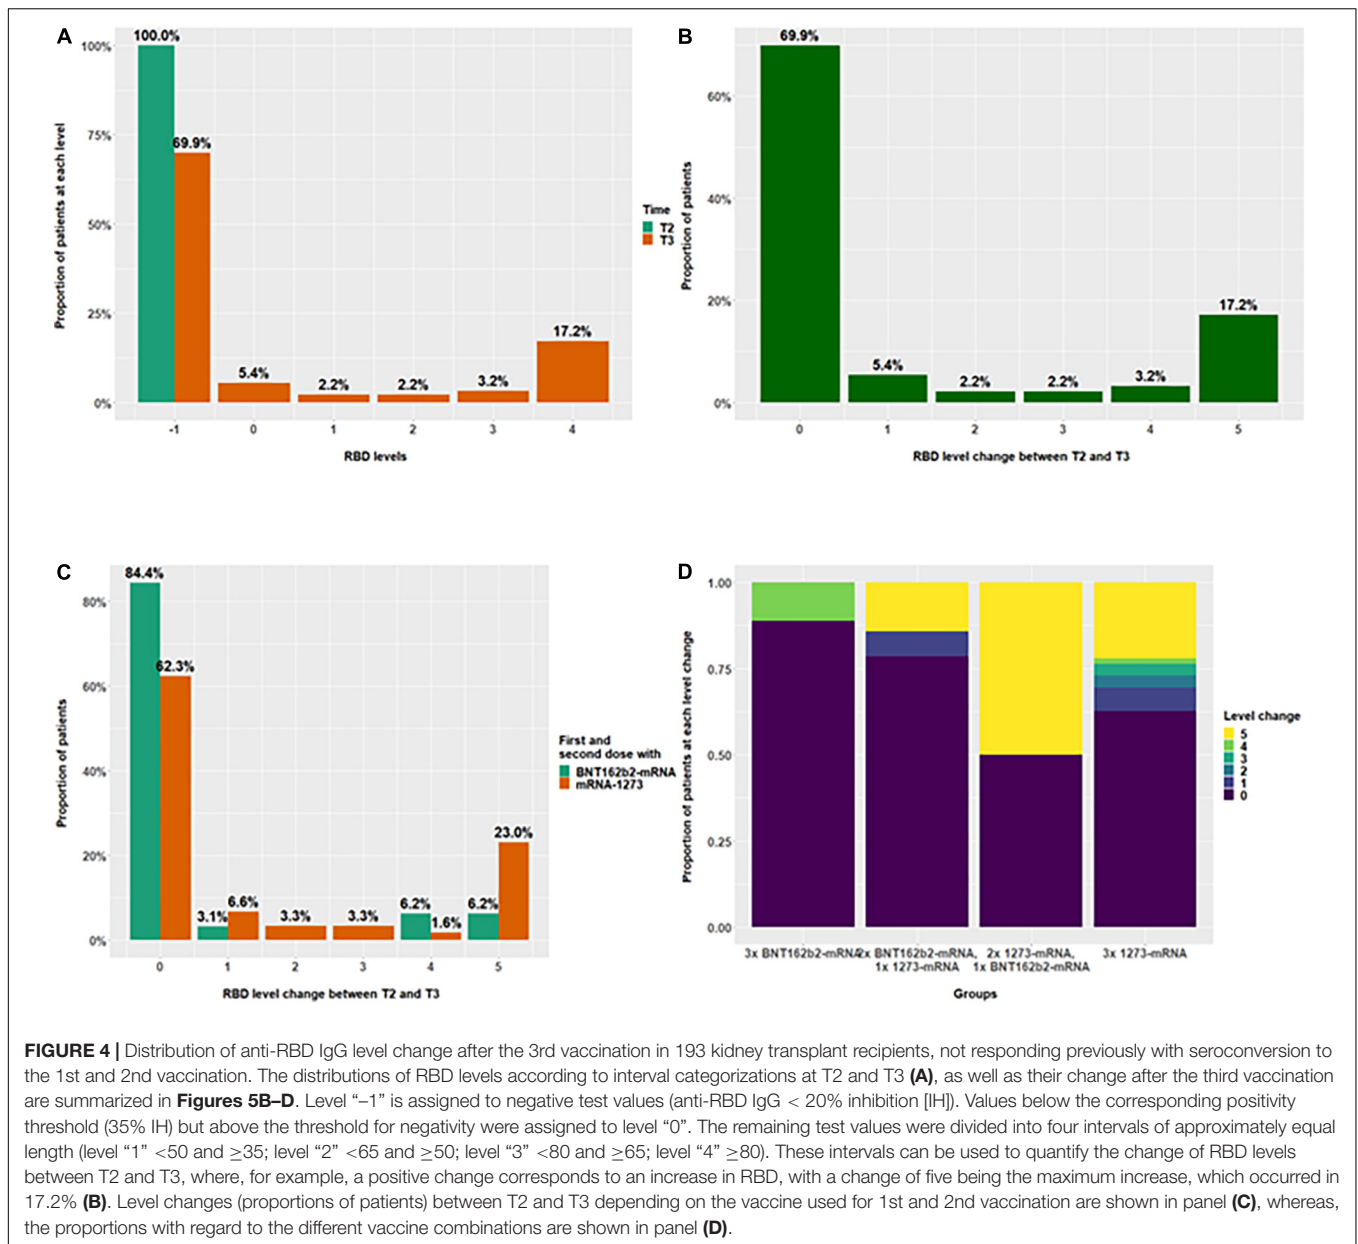 A
100.0%
69.9%
5.4%
2.2%
2.2%
3.2%
17.2%
100%
75%
50%
25%
0%
Proportion of patients at each level
-1 0 1 2 3 4
RBD levels
Time
T2
T3
B
69.9%
5.4%
2.2%
2.2%
3.2%
17.2%
60%
40%
20%
0%
Proportion of patients
0 1 2 3 4 5
RBD level change between T2 and T3
C
84.4%
62.3%
3.1%
6.6%
3.3%
3.3%
6.2%
1.6%
6.2%
23.0%
80%
60%
40%
20%
0%
Proportion of patients
0 1 2 3 4 5
RBD level change between T2 and T3
First and
second dose with
BNT162b2-mRNA
mRNA-1273
D
1.00
0.75
0.50
0.25
0.00
Proportion of patients at each level change
3x BNT162b2-mRNA
2x BNT162b2-mRNA,
1x 1273-mRNA
2x 1273-mRNA,
1x BNT162b2-mRNA
3x 1273-mRNA
Groups
Level change
5
4
3
2
1
0
FIGURE 4 | Distribution of anti-RBD IgG level change after the 3rd vaccination in 193 kidney transplant recipients, not responding previously with seroconversion to
the 1st and 2nd vaccination. The distributions of RBD levels according to interval categorizations at T2 and T3 (A), as well as their change after the third vaccination
are summarized in Figures 5B–D. Level “–1” is assigned to negative test values (anti-RBD IgG < 20% inhibition [IH]). Values below the corresponding positivity
threshold (35% IH) but above the threshold for negativity were assigned to level “0”. The remaining test values were divided into four intervals of approximately equal
length (level “1” <50 and ≥35; level “2” <65 and ≥50; level “3” <80 and ≥65; level “4” ≥80). These intervals can be used to quantify the change of RBD levels
between T2 and T3, where, for example, a positive change corresponds to an increase in RBD, with a change of five being the maximum increase, which occurred in
17.2% (B). Level changes (proportions of patients) between T2 and T3 depending on the vaccine used for 1st and 2nd vaccination are shown in panel (C), whereas,
the proportions with regard to the different vaccine combinations are shown in panel (D).